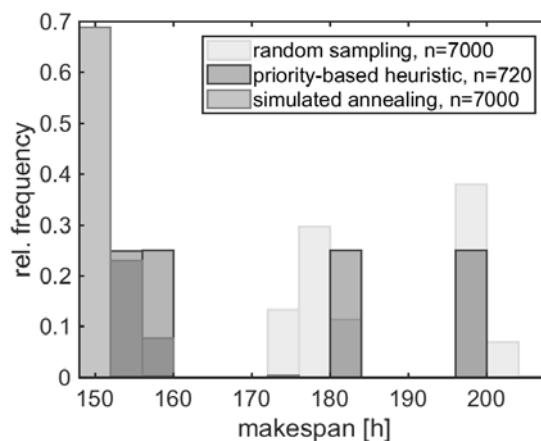 0.7
0.6
0.5
0.4
0.3
0.2
0.1
0
rel. frequency
random sampling, n=7000
priority-based heuristic, n=720
simulated annealing, n=7000
150 160 170 180 190 200
makespan [h]